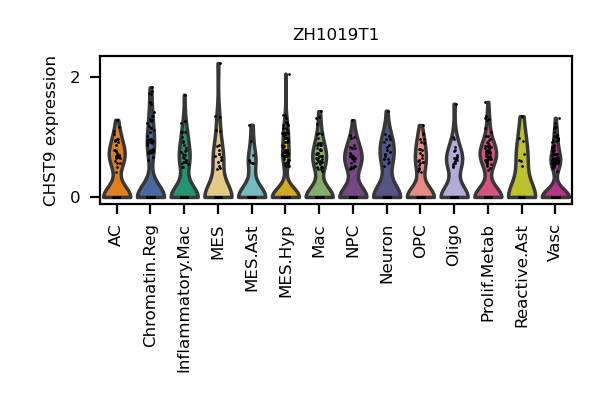 ZH1019T1
CHST9 expression
2
0
AC
Chromatin.Reg
Inflammatory.Mac
MES
MES.Ast
MES.Hyp
Mac
NPC
Neuron
OPC
Oligo
Prolif.Metab
Reactive.Ast
Vasc